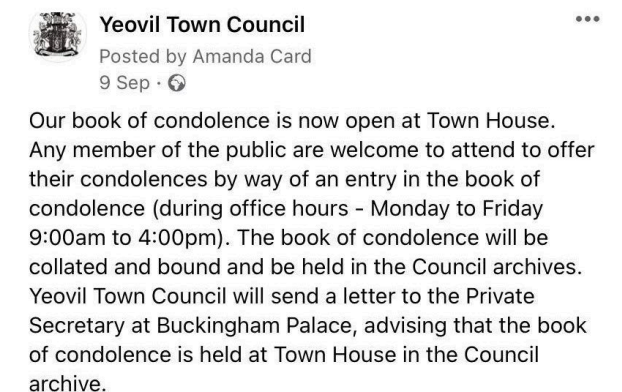 Yeovil Town Council
Posted by Amanda Card
9 Sep ·
Our book of condolence is now open at Town House.
Any member of the public are welcome to attend to offer
their condolences by way of an entry in the book of
condolence (during office hours - Monday to Friday
9:00am to 4:00pm). The book of condolence will be
collated and bound and be held in the Council archives.
Yeovil Town Council will send a letter to the Private
Secretary at Buckingham Palace, advising that the book
of condolence is held at Town House in the Council
archive.